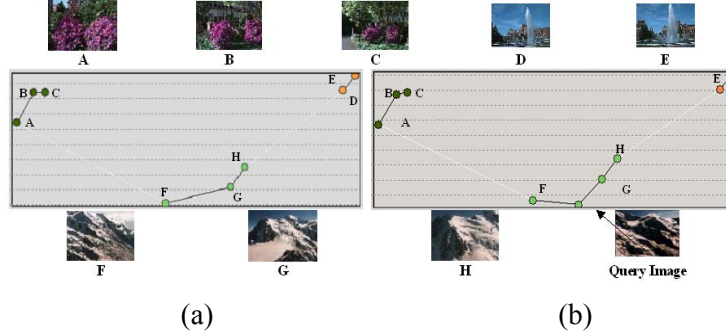 A B C D E
E E
B C B C
D
A A
H H
F F
G G
F G H Query Image
(a) (b)